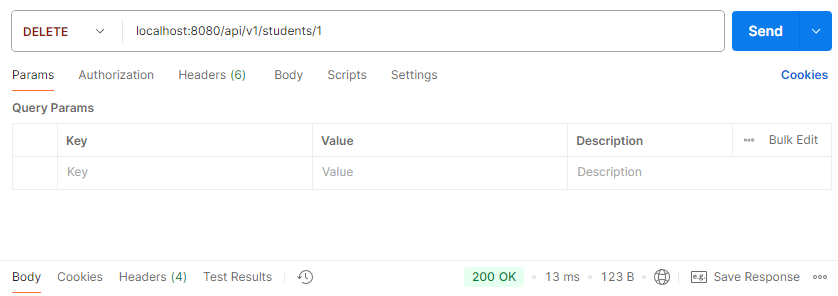 DELETE localhost:8080/api/v1/students/1 Send
Params Authorization Headers (6) Body Scripts Settings Cookies
Query Params
Key Value Description Bulk Edit
Key Value Description
Body Cookies Headers (4) Test Results 200 OK 13 ms 123 B e.g. Save Response